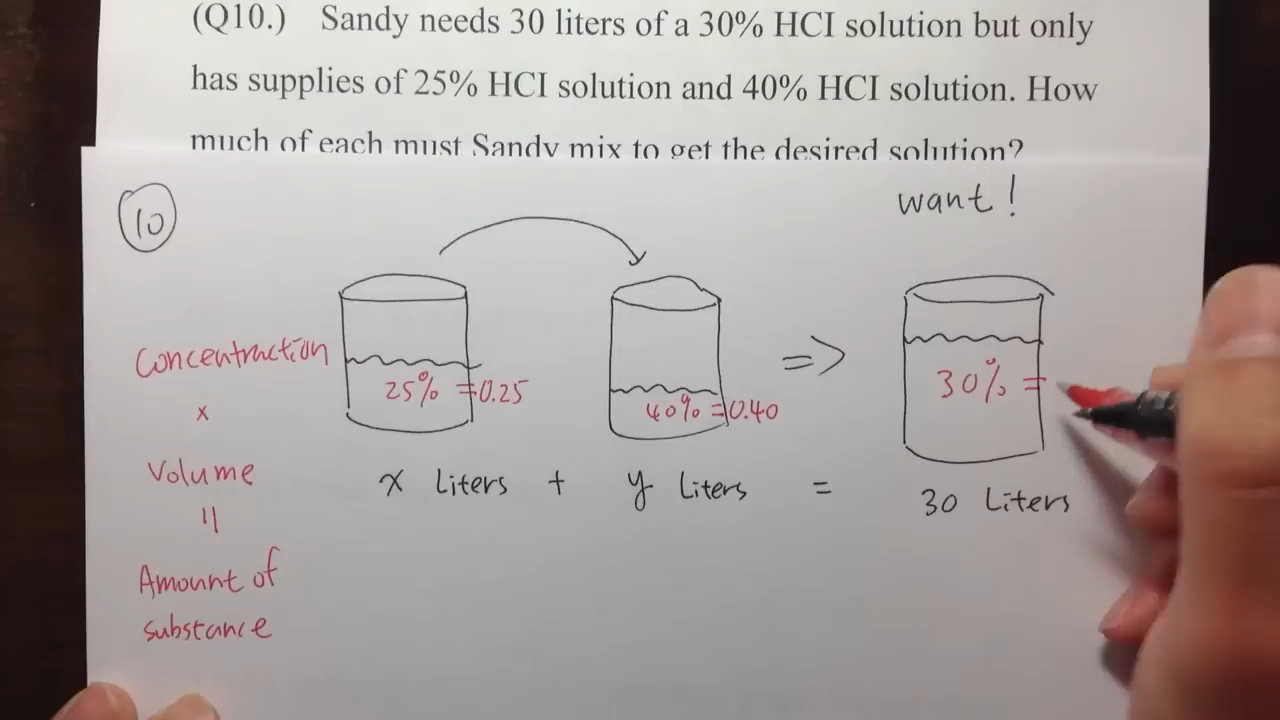 (Q10.) Sandy needs 30 liters of a 30% HCI solution but only
has supplies of 25% HCI solution and 40% HCI solution. How
much of each must Sandy mix to get the desired solution?
want!
10
Concentraction
25% =0.25
40% =0.40
=>
30% =
x
Volume
x Liters + y Liters = 30 Liters
=
Amount of
substance